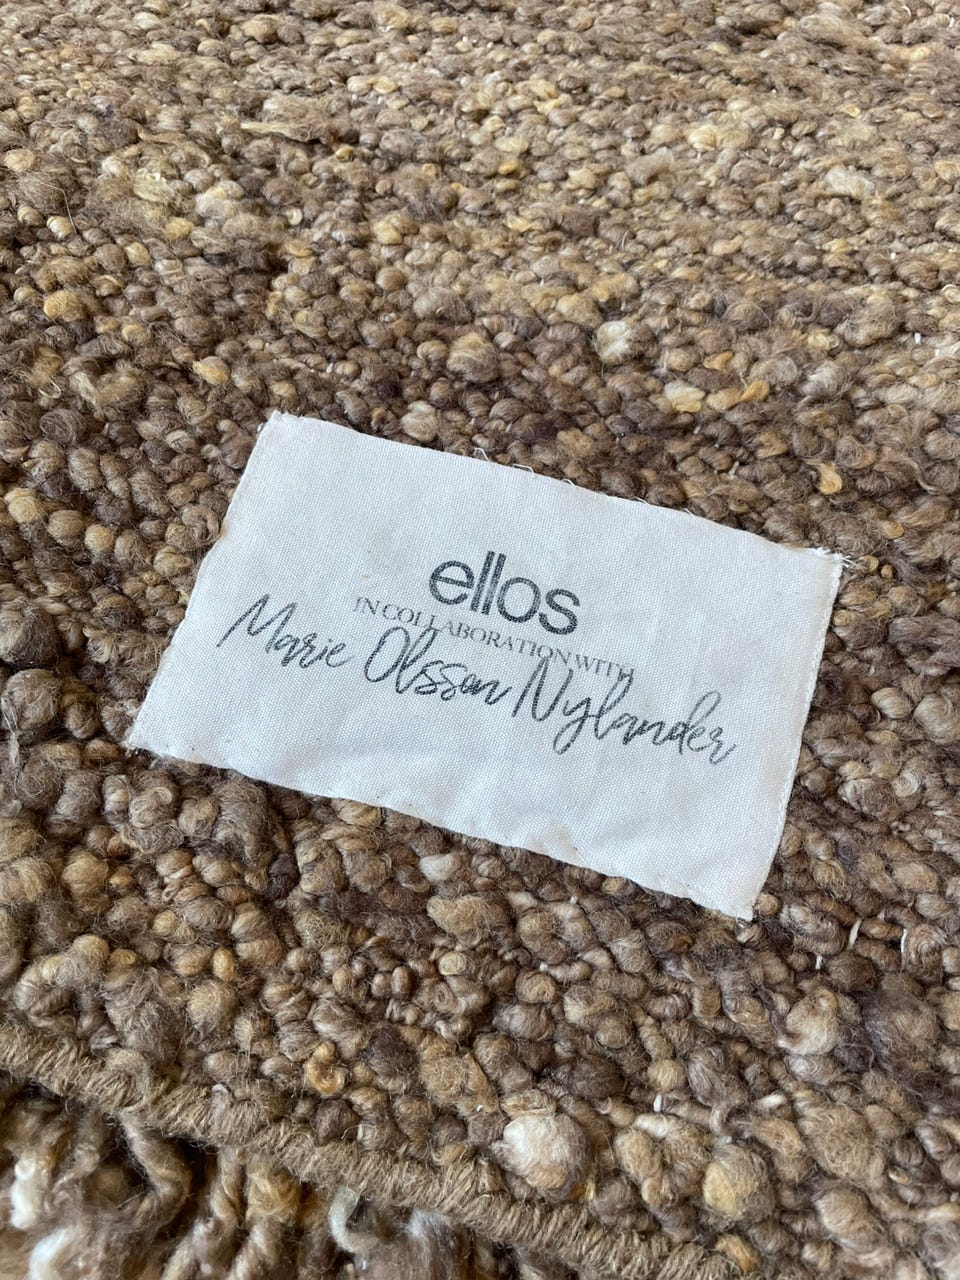 ellos
IN COLLABORATION WITH
Marie Olsson Nylander